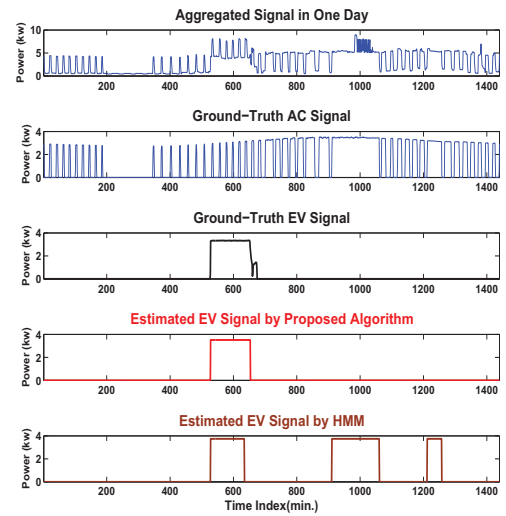 Aggregated Signal in One Day
Power (kw)
10
5
0
200 400 600 800 1000 1200 1400
Ground−Truth AC Signal
Power (kw)
4
2
0
200 400 600 800 1000 1200 1400
Ground−Truth EV Signal
Power (kw)
4
2
0
200 400 600 800 1000 1200 1400
Estimated EV Signal by Proposed Algorithm
Power (kw)
4
2
0
200 400 600 800 1000 1200 1400
Estimated EV Signal by HMM
Power (kw)
4
2
0
200 400 600 800 1000 1200 1400
Time Index(min.)